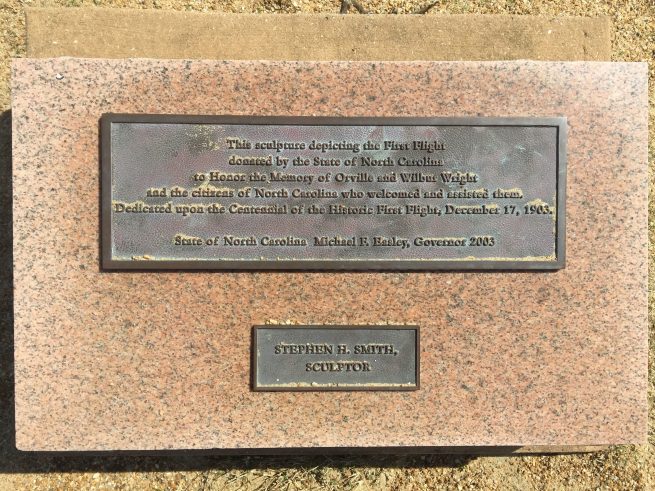 This sculpture depicting the First Flight
donated by the State of North Carolina
to Honor the Memory of Orville and Wilbur Wright
and the citizens of North Carolina who welcomed and assisted them.
Dedicated upon the Centennial of the Historic First Flight, December 17, 1903.
State of North Carolina Michael F. Easley, Governor 2003
STEPHEN H. SMITH,
SCULPTOR